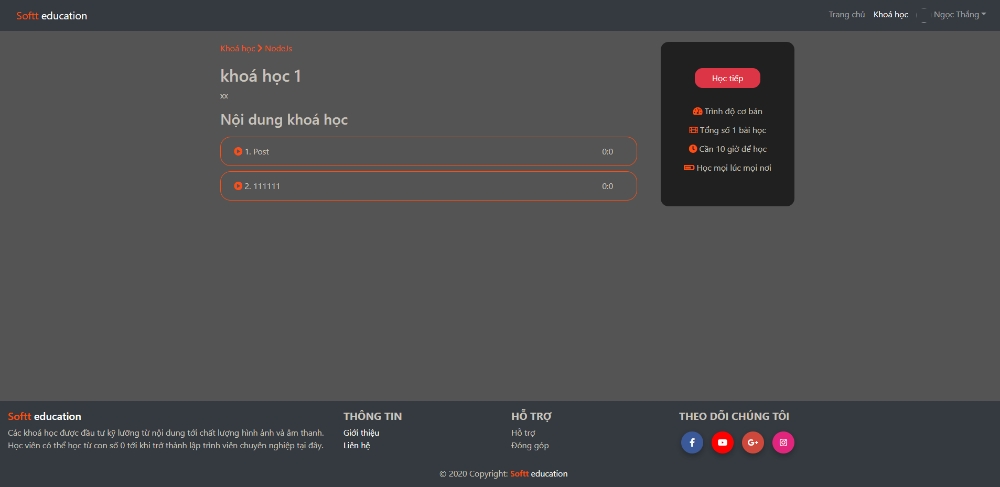 Softt education
Trang chủ Khoá học Ngọc Thắng
Khoá học NodeJs
khoá học 1
xx
Nội dung khoá học
1. Post 0:0
2. 111111 0:0
Học tiếp
Trình độ cơ bản
Tổng số 1 bài học
Cần 10 giờ để học
Học mọi lúc mọi nơi
Softt education
Các khoá học được đầu tư kỹ lưỡng từ nội dung tới chất lượng hình ảnh và âm thanh.
Học viên có thể học từ con số 0 tới khi trở thành lập trình viên chuyên nghiệp tại đây.
THÔNG TIN
Giới thiệu
Liên hệ
HỖ TRỢ
Hỗ trợ
Đóng góp
THEO DÕI CHÚNG TÔI
© 2020 Copyright: Softt education